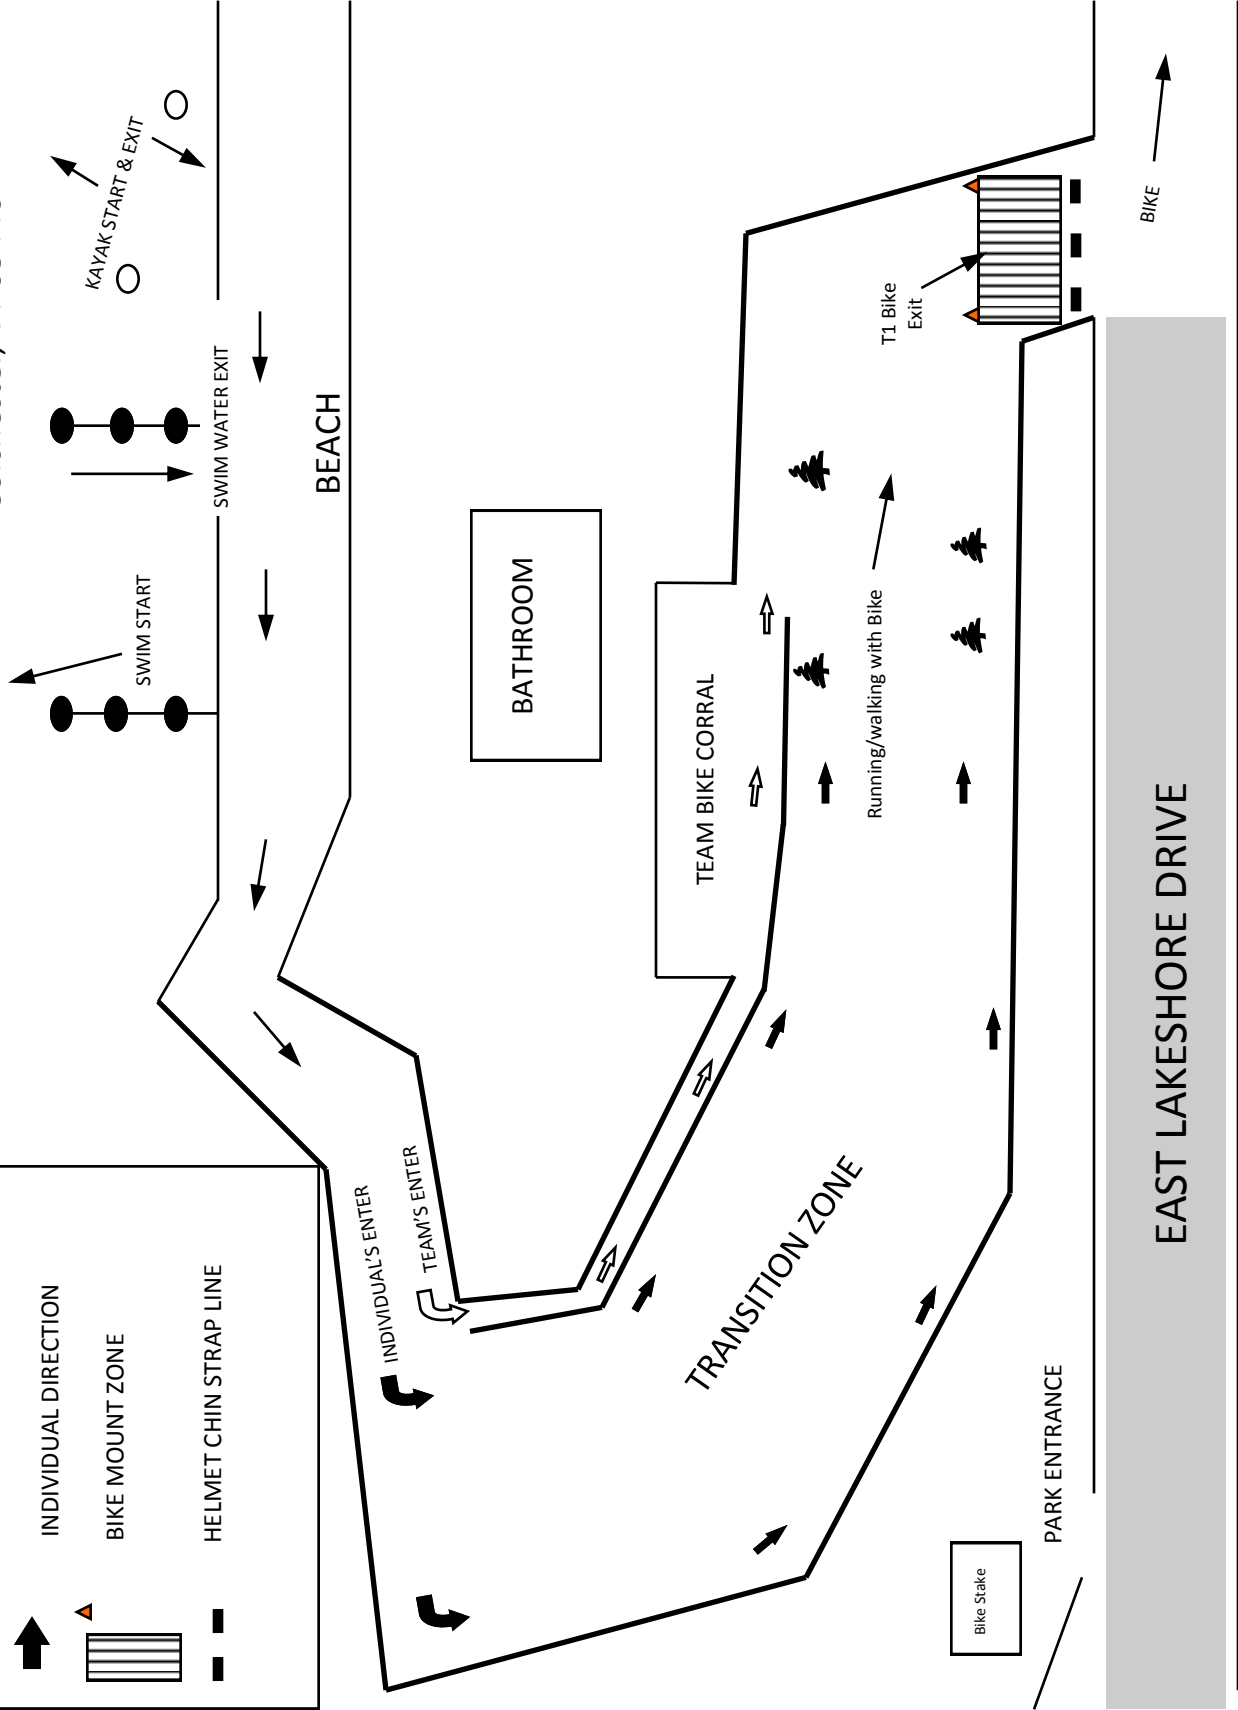 KAYAK START & EXIT
SWIM START
SWIM WATER EXIT
BEACH
BATHROOM
INDIVIDUAL DIRECTION
BIKE MOUNT ZONE
HELMET CHIN STRAP LINE
INDIVIDUAL'S ENTER
TEAM'S ENTER
TEAM BIKE CORRAL
T1 Bike
Exit
Running/walking with Bike
TRANSITION ZONE
Bike Stake
PARK ENTRANCE
BIKE
EAST LAKESHORE DRIVE